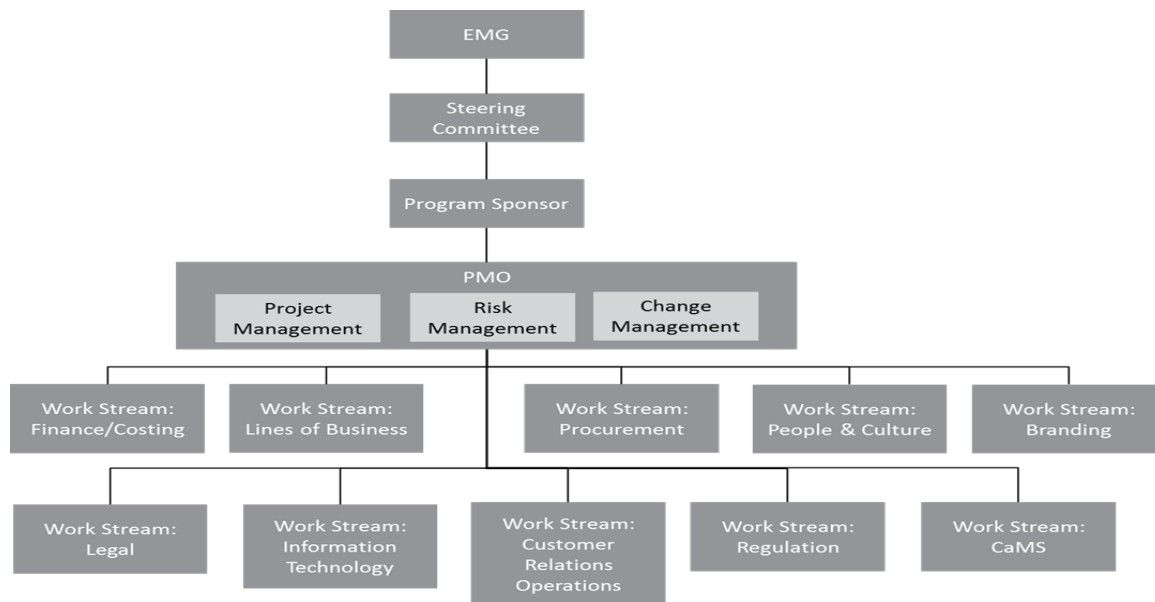 EMG
Steering
Committee
Program Sponsor
PMO
Project
Management
Risk
Management
Change
Management
Work Stream:
Finance/Costing
Work Stream:
Lines of Business
Work Stream:
Procurement
Work Stream:
People & Culture
Work Stream:
Branding
Work Stream:
Legal
Work Stream:
Information
Technology
Work Stream:
Customer
Relations
Operations
Work Stream:
Regulation
Work Stream:
CaMS